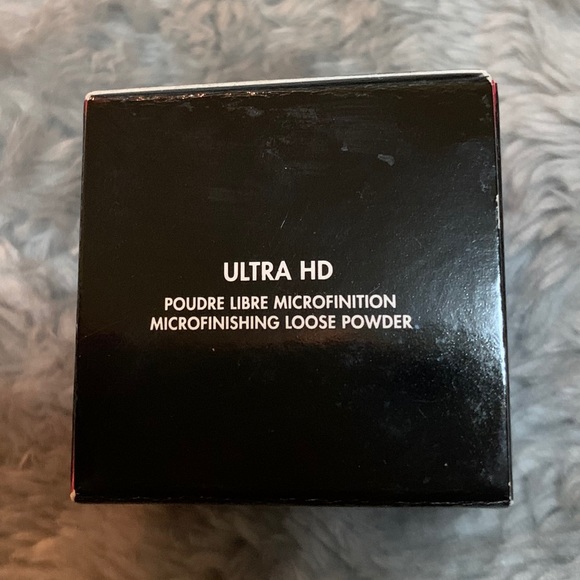 ULTRA HD
POUDRE LIBRE MICROFINITION
MICROFINISHING LOOSE POWDER